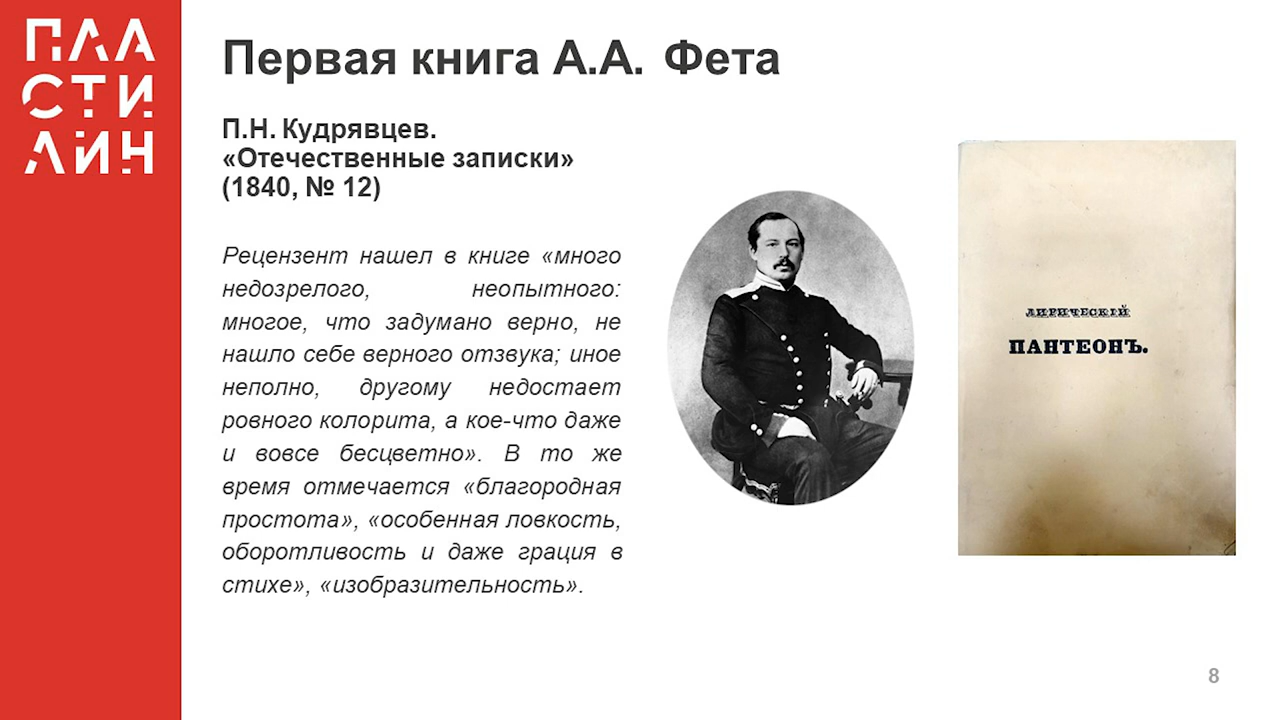 ПЛА
СТИ
ЛИН
Первая книга А.А. Фета
П.Н. Кудрявцев.
«Отечественные записки»
(1840, № 12)
Рецензент нашел в книге «много
недозрелого, неопытного:
многое, что задумано верно, не
нашло себе верного отзвука; иное
неполно, другому недостает
ровного колорита, а кое-что даже
и вовсе бесцветно». В то же
время отмечается «благородная
простота», «особенная ловкость,
оборотливость и даже грация в
стихе», «изобразительность».
ЛИРИЧЕСКІЙ
ПАНТЕОНЪ.
8